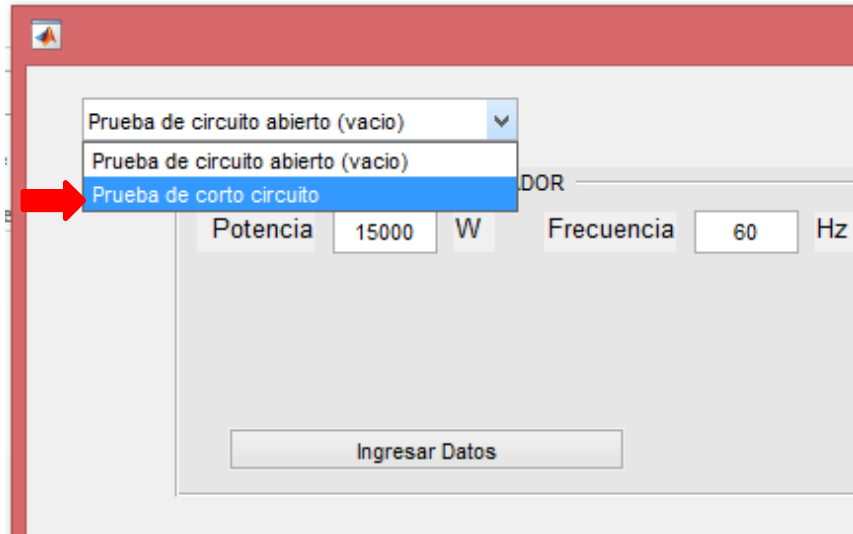 Prueba de circuito abierto (vacio)
Prueba de circuito abierto (vacio)
Prueba de corto circuito
DOR
Potencia 15000 W Frecuencia 60 Hz
Ingresar Datos